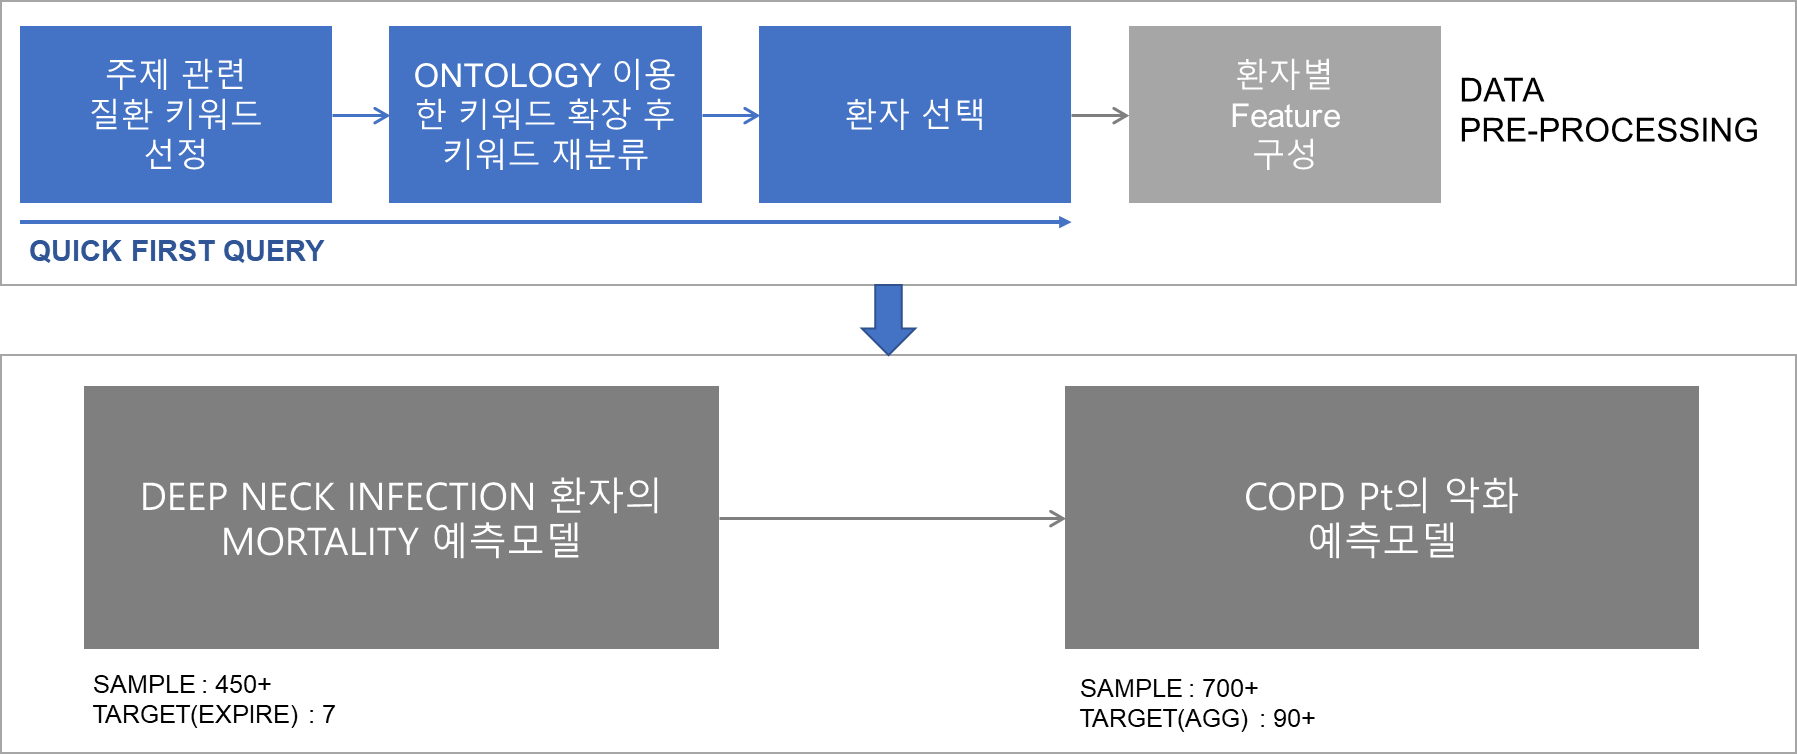 주제 관련
질환 키워드
선정
ONTOLOGY 이용
한 키워드 확장 후
키워드 재분류
환자 선택
환자별
Feature
구성
DATA
PRE-PROCESSING
QUICK FIRST QUERY
DEEP NECK INFECTION 환자의
MORTALITY 예측모델
COPD Pt의 악화
예측모델
SAMPLE : 450+
TARGET(EXPIRE) : 7
SAMPLE : 700+
TARGET(AGG) : 90+